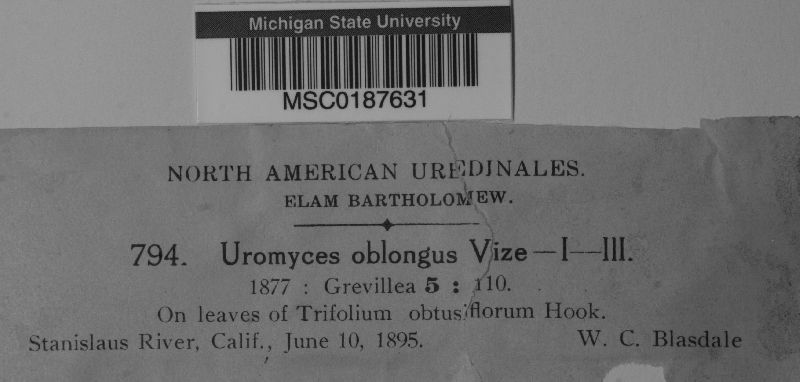 Michigan State University
MSC0187631
NORTH AMERICAN UREDINALES.
ELAM BARTHOLOMEW.
794. Uromyces oblongus Vize—I—III.
1877 : Grevillea 5 : 110.
On leaves of Trifolium obtusiflorum Hook.
Stanislaus River, Calif., June 10, 1895. W. C. Blasdale